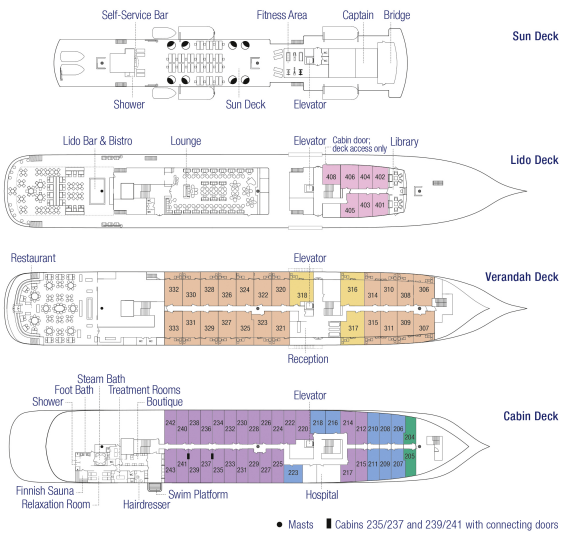 Self-Service Bar Fitness Area Captain Bridge
Sun Deck
Shower Sun Deck Elevator
Lido Bar & Bistro Lounge Elevator Cabin door; deck access only Library
Lido Deck
408 406 404 402
405 403 401
Restaurant Elevator
Verandah Deck
332 330 328 326 324 322 320 318 316 314 310 308 306
333 331 329 327 325 323 321 317 315 311 309 307
Reception
Steam Bath
Foot Bath Treatment Rooms
Shower Boutique Elevator
Cabin Deck
242 240 238 236 234 232 230 228 226 224 222 220 218 216 214 212 210 208 206 204
243 241 239 237 235 233 231 229 227 225 223 217 215 211 209 207 205
Finnish Sauna Swim Platform Hospital
Relaxation Room Hairdresser
Masts Cabins 235/237 and 239/241 with connecting doors